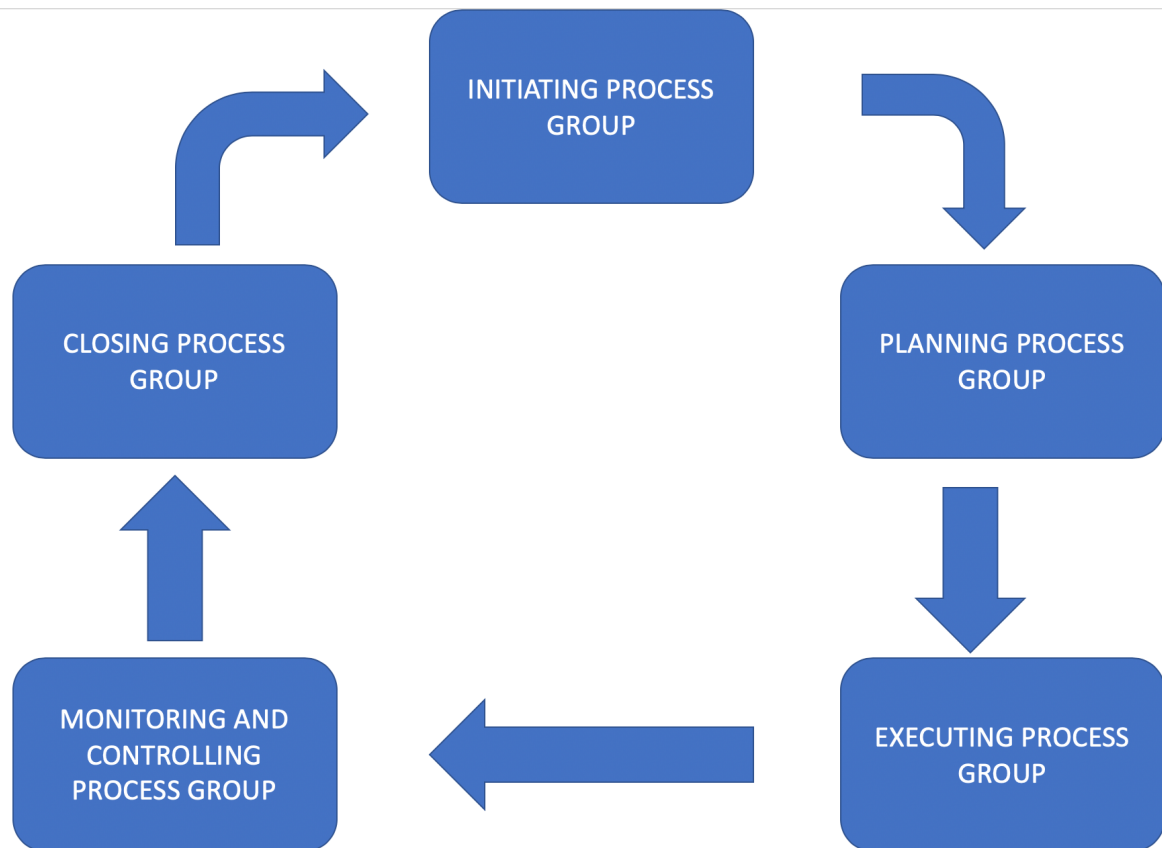 INITIATING PROCESS
GROUP
PLANNING PROCESS
GROUP
EXECUTING PROCESS
GROUP
MONITORING AND
CONTROLLING
PROCESS GROUP
CLOSING PROCESS
GROUP